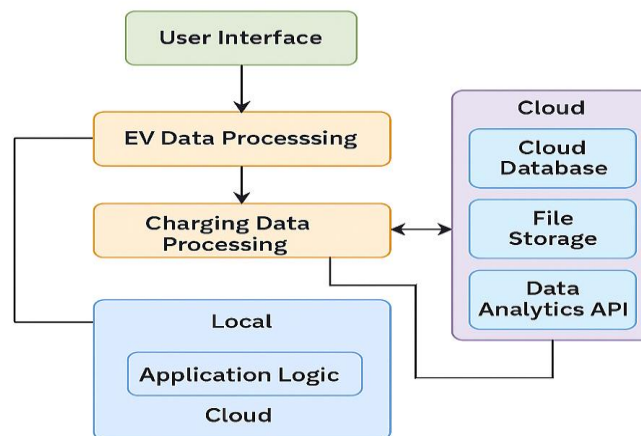 User Interface
EV Data Processsing
Charging Data
Processing
Cloud
Cloud
Database
File
Storage
Data
Analytics API
Local
Application Logic
Cloud